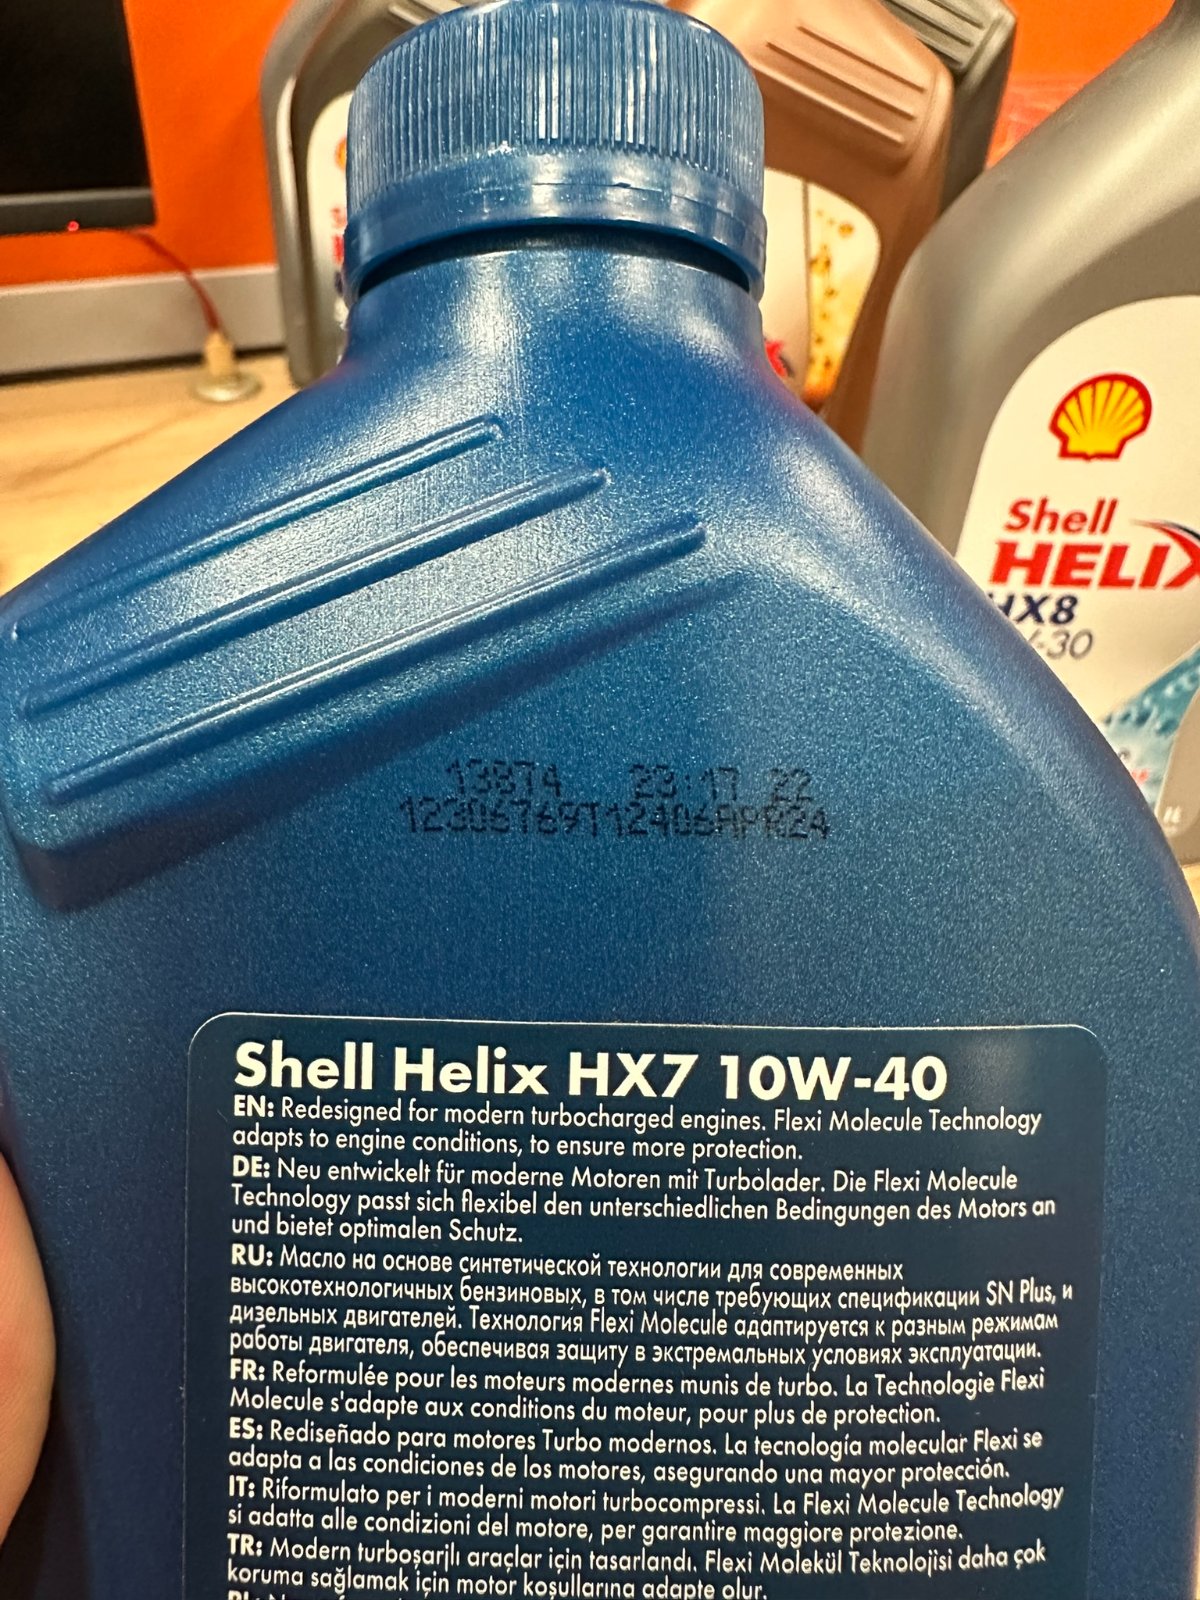 Shell
HELIX
HX8
-30
13874 23:17 22
12306769T12406APR24
Shell Helix HX7 10W-40
EN: Redesigned for modern turbocharged engines. Flexi Molecule Technology
adapts to engine conditions, to ensure more protection.
DE: Neu entwickelt für moderne Motoren mit Turbolader. Die Flexi Molecule
Technology passt sich flexibel den unterschiedlichen Bedingungen des Motors an
und bietet optimalen Schutz.
RU: Масло на основе синтетической технологии для современных
высокотехнологичных бензиновых, в том числе требующих спецификации SN Plus, и
дизельных двигателей. Технология Flexi Molecule адаптируется к разным режимам
работы двигателя, обеспечивая защиту в экстремальных условиях эксплуатации.
FR: Reformulée pour les moteurs modernes munis de turbo. La Technologie Flexi
Molecule s'adapte aux conditions du moteur, pour plus de protection.
ES: Rediseñado para motores Turbo modernos. La tecnología molecular Flexi se
adapta a las condiciones de los motores, asegurando una mayor protección.
IT: Riformulato per i moderni motori turbocompressi. La Flexi Molecule Technology
si adatta alle condizioni del motore, per garantire maggiore protezione.
TR: Modern turboşarjlı araçlar için tasarlandı. Flexi Molekül Teknolojisi daha çok
koruma sağlamak için motor koşullarına adapte olur.